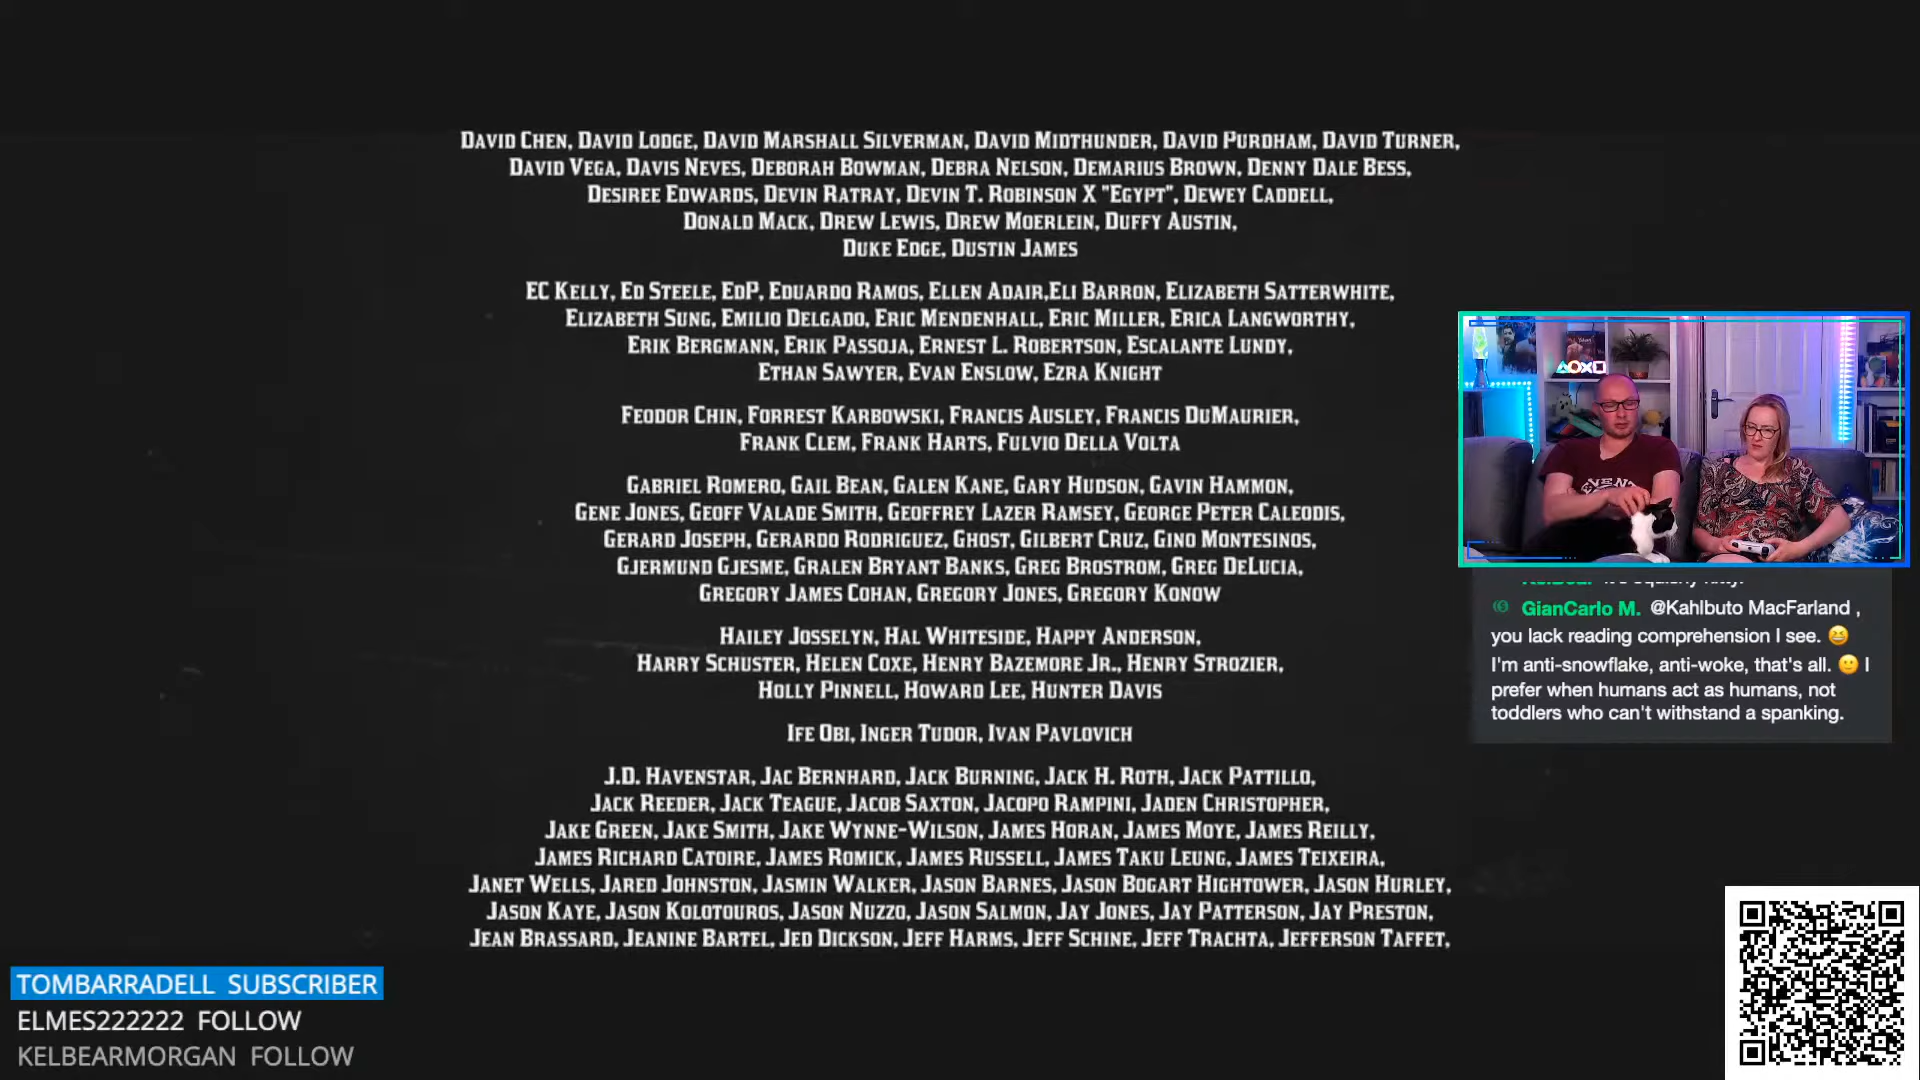 David Chen, David Lodge, David Marshall Silverman, David Midthunder, David Purdham, David Turner,
David Vega, Davis Neves, Deborah Bowman, Debra Nelson, Demarius Brown, Denny Dale Bess,
Desiree Edwards, Devin Ratray, Devin T. Robinson X "Egypt", Dewey Caddell,
Donald Mack, Drew Lewis, Drew Moerlein, Duffy Austin,
Duke Edge, Dustin James
EC Kelly, Ed Steele, EdP, Eduardo Ramos, Ellen Adair,Eli Barron, Elizabeth Satterwhite,
Elizabeth Sung, Emilio Delgado, Eric Mendenhall, Eric Miller, Erica Langworthy,
Erik Bergmann, Erik Passoja, Ernest L. Robertson, Escalante Lundy,
Ethan Sawyer, Evan Enslow, Ezra Knight
Feodor Chin, Forrest Karbowski, Francis Ausley, Francis DuMaurier,
Frank Clem, Frank Harts, Fulvio Della Volta
Gabriel Romero, Gail Bean, Galen Kane, Gary Hudson, Gavin Hammon,
Gene Jones, Geoff Valade Smith, Geoffrey Lazer Ramsey, George Peter Caleodis,
Gerard Joseph, Gerardo Rodriguez, Ghost, Gilbert Cruz, Gino Montesinos,
Gjermund Gjesme, Gralen Bryant Banks, Greg Brostrom, Greg DeLucia,
Gregory James Cohan, Gregory Jones, Gregory Konow
Hailey Josselyn, Hal Whiteside, Happy Anderson,
Harry Schuster, Helen Coxe, Henry Bazemore Jr., Henry Strozier,
Holly Pinnell, Howard Lee, Hunter Davis
Ife Obi, Inger Tudor, Ivan Pavlovich
J.D. Havenstar, Jac Bernhard, Jack Burning, Jack H. Roth, Jack Pattillo,
Jack Reeder, Jack Teague, Jacob Saxton, Jacopo Rampini, Jaden Christopher,
Jake Green, Jake Smith, Jake Wynne-Wilson, James Horan, James Moye, James Reilly,
James Richard Catoire, James Romick, James Russell, James Taku Leung, James Teixeira,
Janet Wells, Jared Johnston, Jasmin Walker, Jason Barnes, Jason Bogart Hightower, Jason Hurley,
Jason Kaye, Jason Kolotouros, Jason Nuzzo, Jason Salmon, Jay Jones, Jay Patterson, Jay Preston,
Jean Brassard, Jeanine Bartel, Jed Dickson, Jeff Harms, Jeff Schine, Jeff Trachta, Jefferson Taffet,
GianCarlo M. @Kahlbuto MacFarland ,
you lack reading comprehension I see. 😆
I'm anti-snowflake, anti-woke, that's all. 🙂 I
prefer when humans act as humans, not
toddlers who can't withstand a spanking.
TOMBARRADELL SUBSCRIBER
ELMES222222 FOLLOW
KELBEARMORGAN FOLLOW